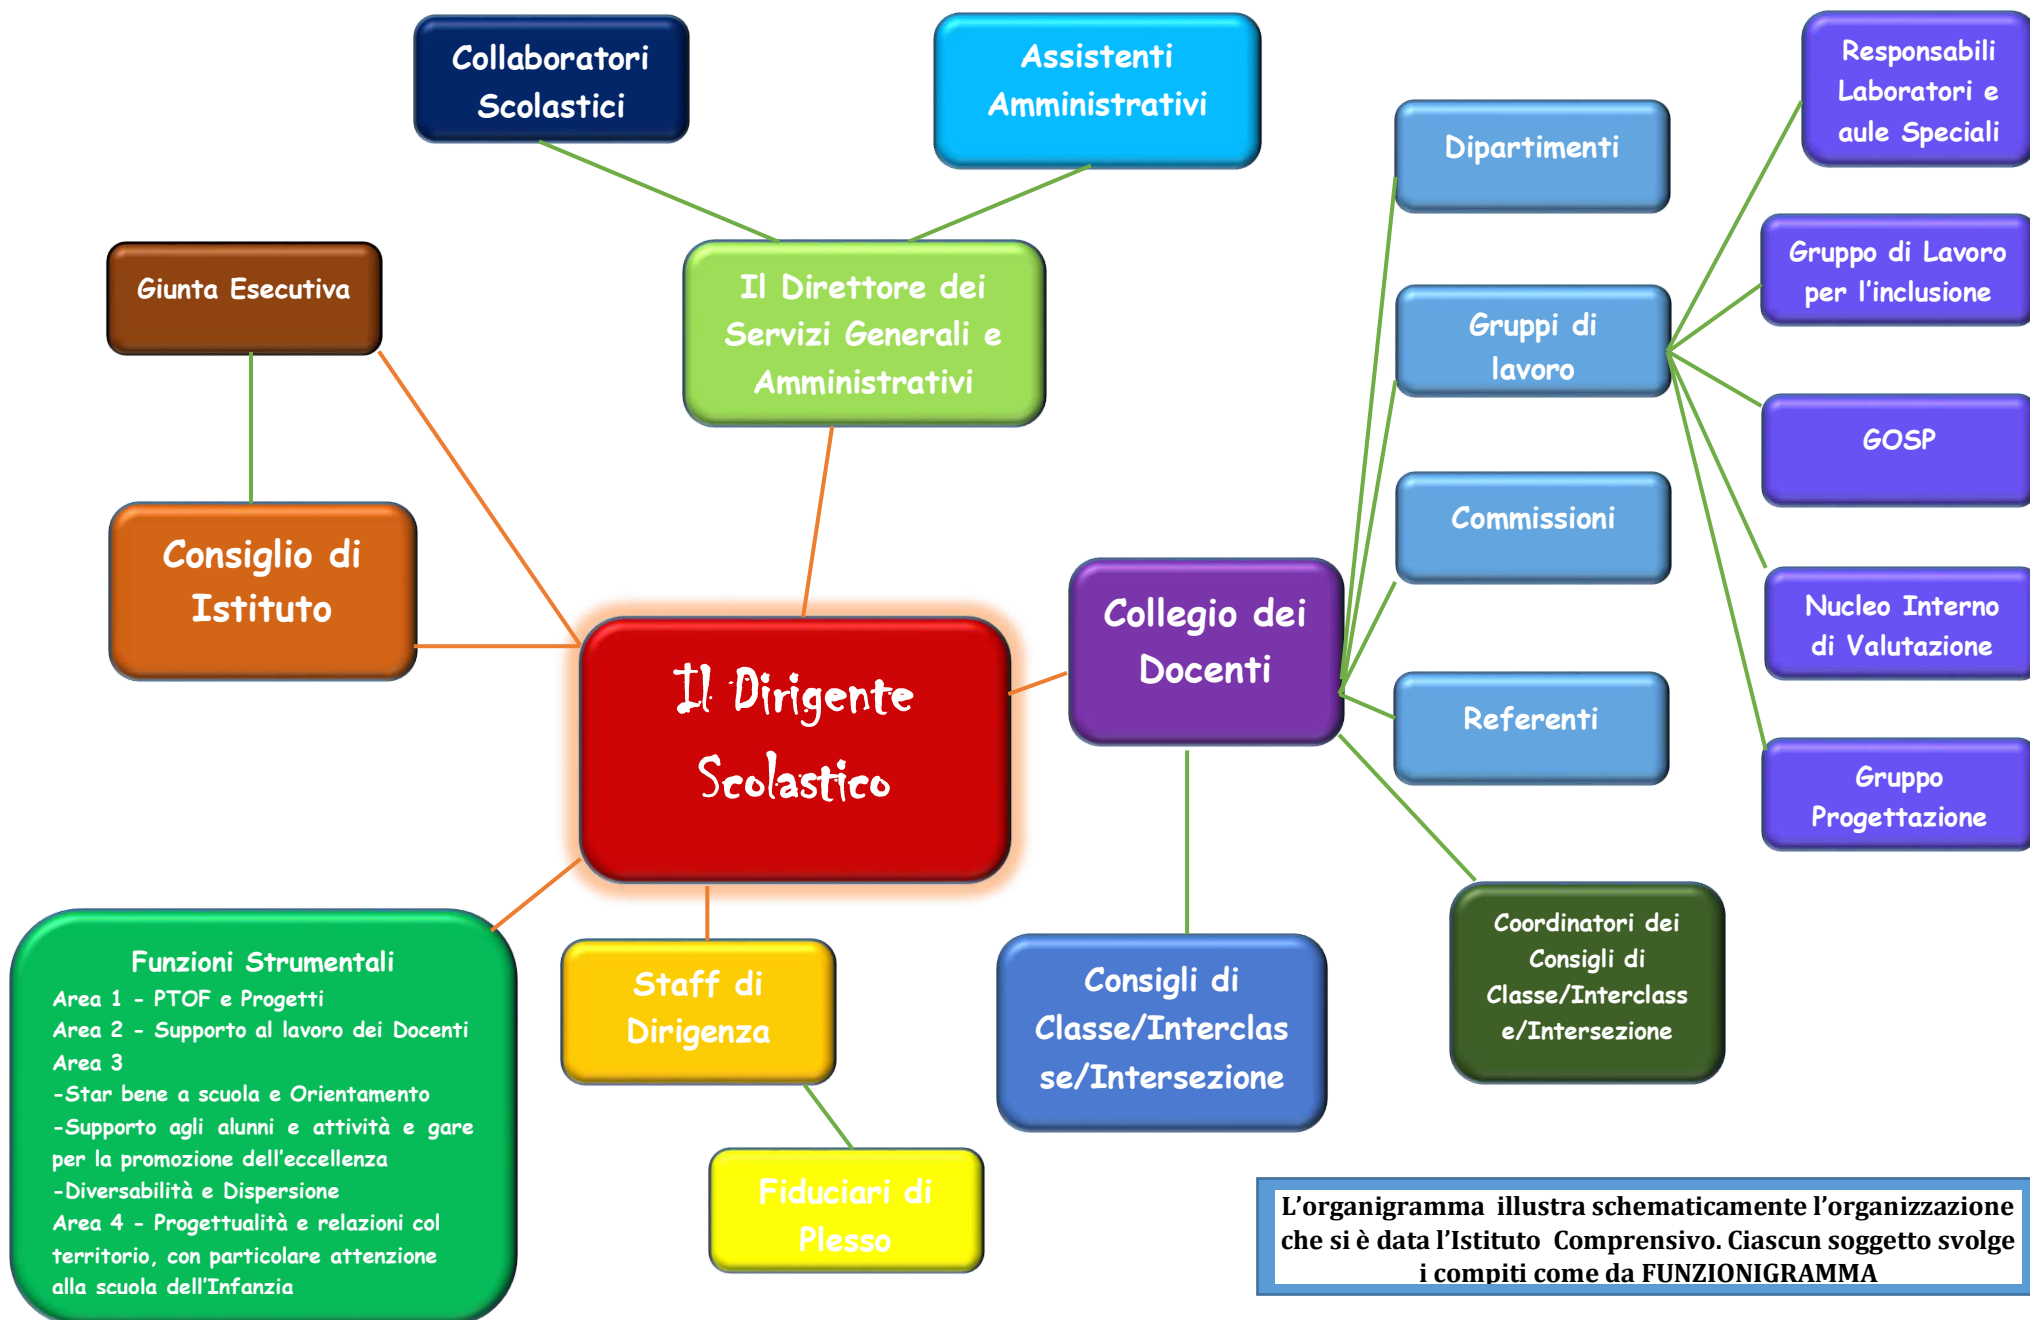 Collaboratori
Scolastici
Assistenti
Amministrativi
Responsabili
Laboratori e
aule Speciali
Dipartimenti
Gruppo di Lavoro
per l'inclusione
Giunta Esecutiva
Il Direttore dei
Servizi Generali e
Amministrativi
Gruppi di
lavoro
GOSP
Commissioni
Consiglio di
Istituto
Collegio dei
Docenti
Nucleo Interno
di Valutazione
Il Dirigente
Scolastico
Referenti
Gruppo
Progettazione
Funzioni Strumentali
Area 1 - PTOF e Progetti
Area 2 - Supporto al lavoro dei Docenti
Area 3
-Star bene a scuola e Orientamento
-Supporto agli alunni e attività e gare
per la promozione dell'eccellenza
-Diversabilità e Dispersione
Area 4 - Progettualità e relazioni col
territorio, con particolare attenzione
alla scuola dell'Infanzia
Staff di
Dirigenza
Consigli di
Classe/Interclas
se/Intersezione
Coordinatori dei
Consigli di
Classe/Interclass
e/Intersezione
Fiduciari di
Plesso
L'organigramma illustra schematicamente l'organizzazione
che si è data l'Istituto Comprensivo. Ciascun soggetto svolge
i compiti come da FUNZIONIGRAMMA